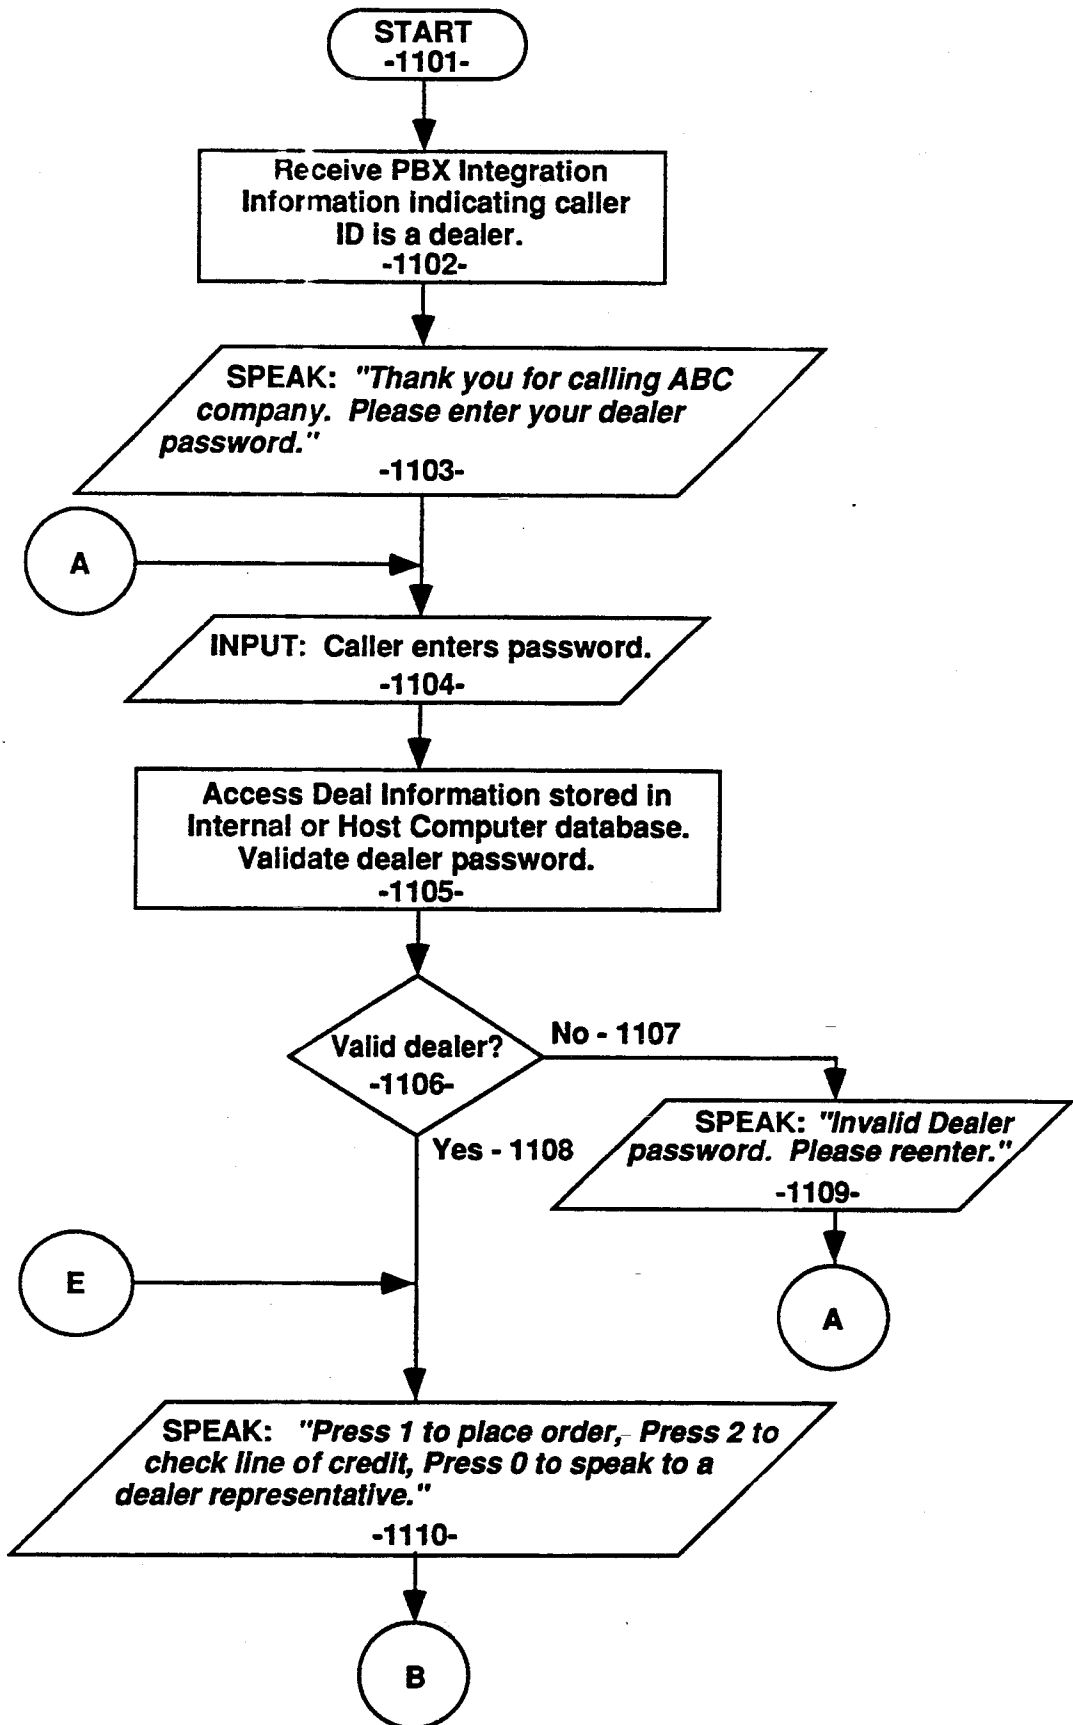 START
-1101-
Receive PBX Integration
Information indicating caller
ID is a dealer.
-1102-
SPEAK: "Thank you for calling ABC
company. Please enter your dealer
password."
-1103-
A
INPUT: Caller enters password.
-1104-
Access Deal Information stored in
Internal or Host Computer database.
Validate dealer password.
-1105-
Valid dealer?
-1106-
No - 1107
Yes - 1108
SPEAK: "Invalid Dealer
password. Please reenter."
-1109-
A
E
SPEAK: "Press 1 to place order, Press 2 to
check line of credit, Press 0 to speak to a
dealer representative."
-1110-
B